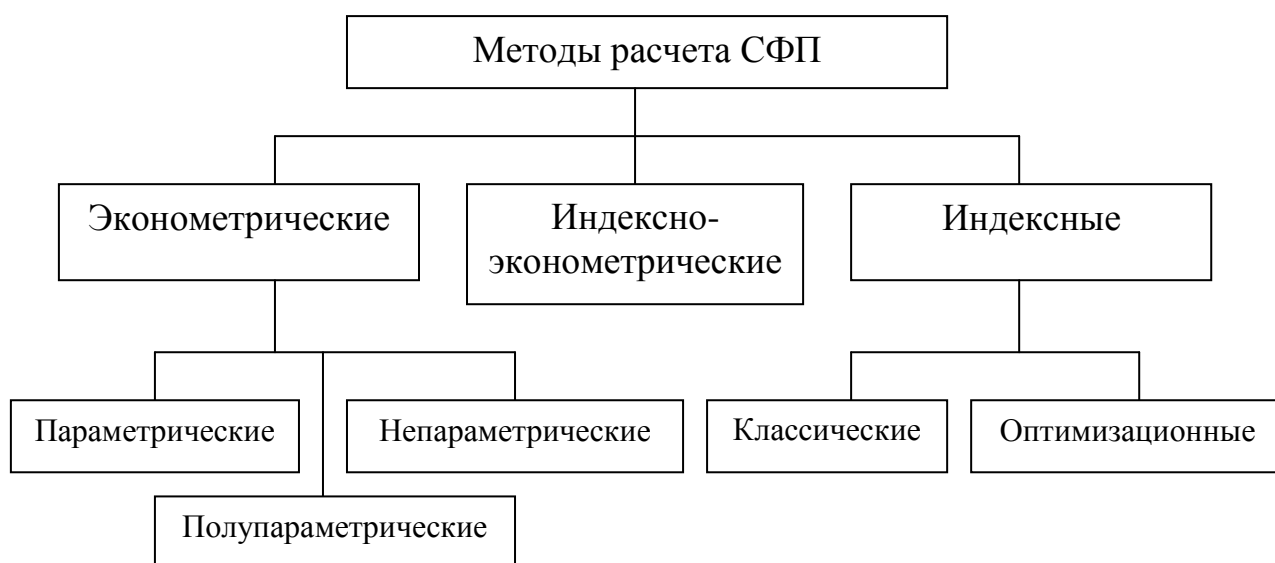 Методы расчета СФП
Эконометрические
Индексно-
эконометрические
Индексные
Параметрические
Непараметрические
Классические
Оптимизационные
Полупараметрические